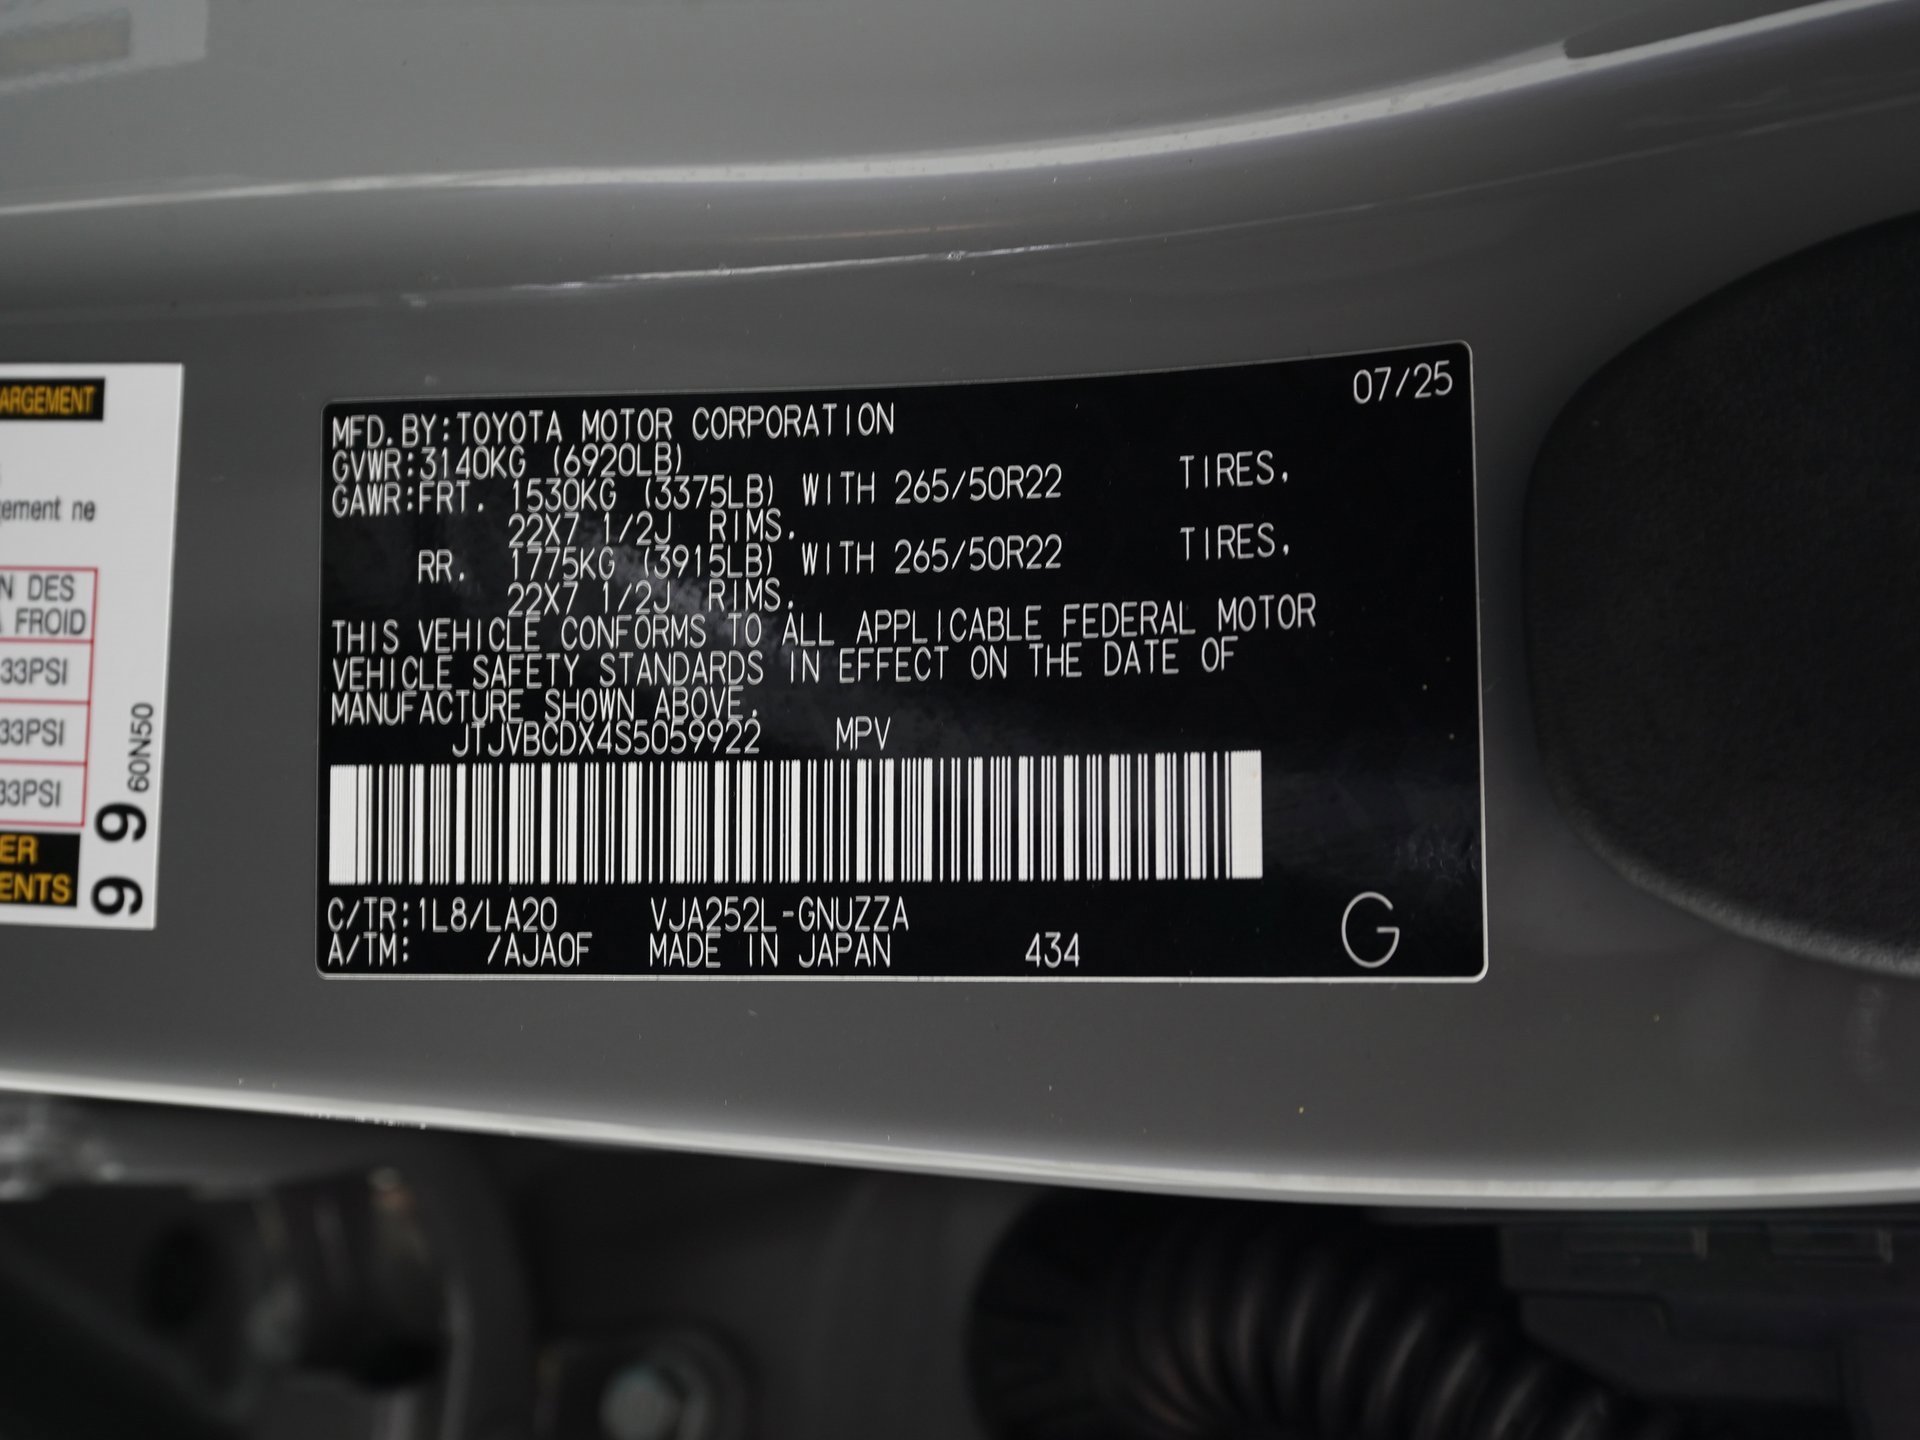 07/25
MFD. BY: TOYOTA MOTOR CORPORATION
GVWR: 3140KG (6920LB)
GAWR: FRT. 1530KG (3375LB) WITH 265/50R22 TIRES,
22X7 1/2J RIMS.
RR. 1775KG (3915LB) WITH 265/50R22 TIRES,
22X7 1/2J RIMS.
THIS VEHICLE CONFORMS TO ALL APPLICABLE FEDERAL MOTOR
VEHICLE SAFETY STANDARDS IN EFFECT ON THE DATE OF
MANUFACTURE SHOWN ABOVE.
JTJVBCDX4S5059922 MPV
C/TR: 1L8/LA20 VJA252L-GNUZZA
A/TM: /AJA0F MADE IN JAPAN 434
G
ARGEMENT
gement ne
N DES
FROID
33PSI
33PSI
33PSI
ER
ENTS
99 60N50